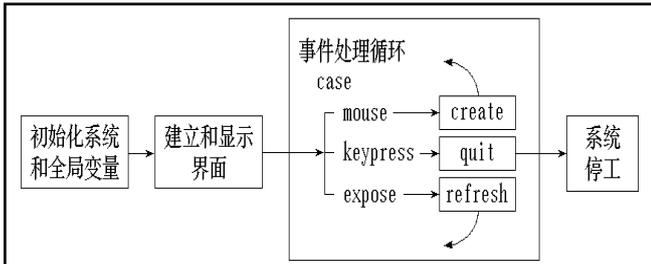 事件处理循环
case
初始化系统
和全局变量
建立和显示
界面
mouse
create
keypress
quit
expose
refresh
系统
停工